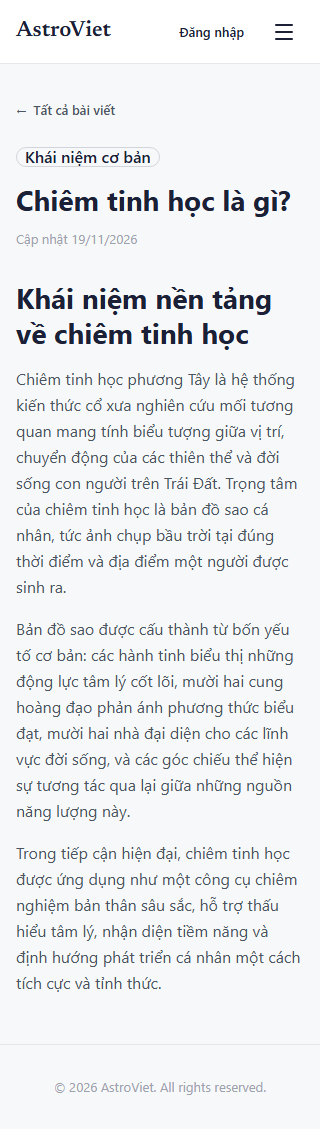 AstroViet
Đăng nhập
← Tất cả bài viết
Khái niệm cơ bản
Chiêm tinh học là gì?
Cập nhật 19/11/2026
Khái niệm nền tảng
về chiêm tinh học
Chiêm tinh học phương Tây là hệ thống
kiến thức cổ xưa nghiên cứu mối tương
quan mang tính biểu tượng giữa vị trí,
chuyển động của các thiên thể và đời
sống con người trên Trái Đất. Trọng tâm
của chiêm tinh học là bản đồ sao cá
nhân, tức ảnh chụp bầu trời tại đúng
thời điểm và địa điểm một người được
sinh ra.
Bản đồ sao được cấu thành từ bốn yếu
tố cơ bản: các hành tinh biểu thị những
động lực tâm lý cốt lõi, mười hai cung
hoàng đạo phản ánh phương thức biểu
đạt, mười hai nhà đại diện cho các lĩnh
vực đời sống, và các góc chiếu thể hiện
sự tương tác qua lại giữa những nguồn
năng lượng này.
Trong tiếp cận hiện đại, chiêm tinh học
được ứng dụng như một công cụ chiêm
nghiệm bản thân sâu sắc, hỗ trợ thấu
hiểu tâm lý, nhận diện tiềm năng và
định hướng phát triển cá nhân một cách
tích cực và tỉnh thức.
© 2026 AstroViet. All rights reserved.